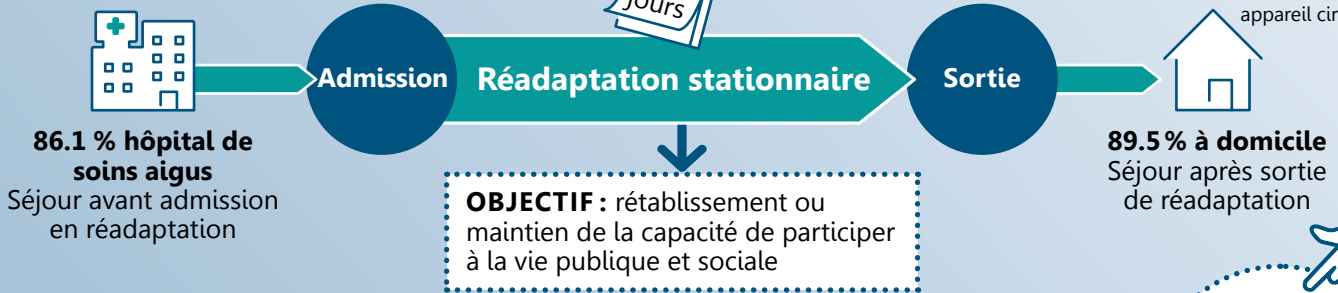 jours
appareil cir
Admission
Réadaptation stationnaire
Sortie
86.1 % hôpital de
soins aigus
Séjour avant admission
en réadaptation
OBJECTIF : rétablissement ou
maintien de la capacité de participer
à la vie publique et sociale
89.5 % à domicile
Séjour après sortie
de réadaptation